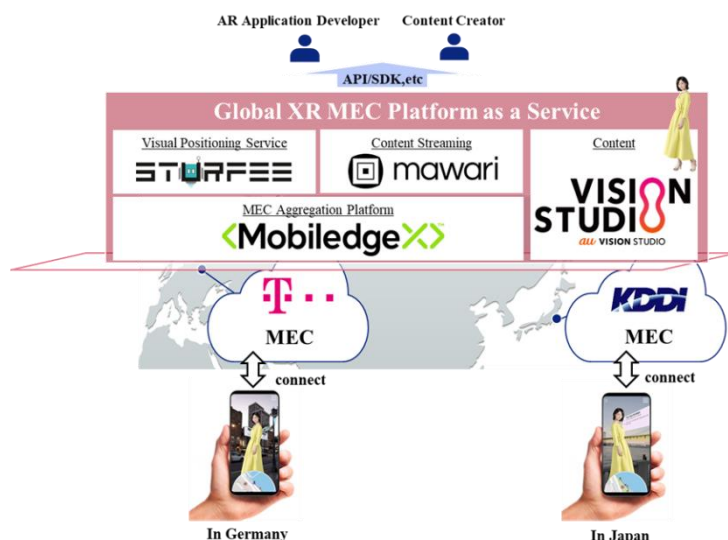 AR Application Developer
Content Creator
API/SDK,etc
Global XR MEC Platform as a Service
Visual Positioning Service
STURFEE
Content Streaming
mawari
Content
VISION
STUDIO
au VISION STUDIO
MEC Aggregation Platform
<MobiledgeX>™
T
MEC
KDDI
MEC
connect
connect
In Germany
In Japan